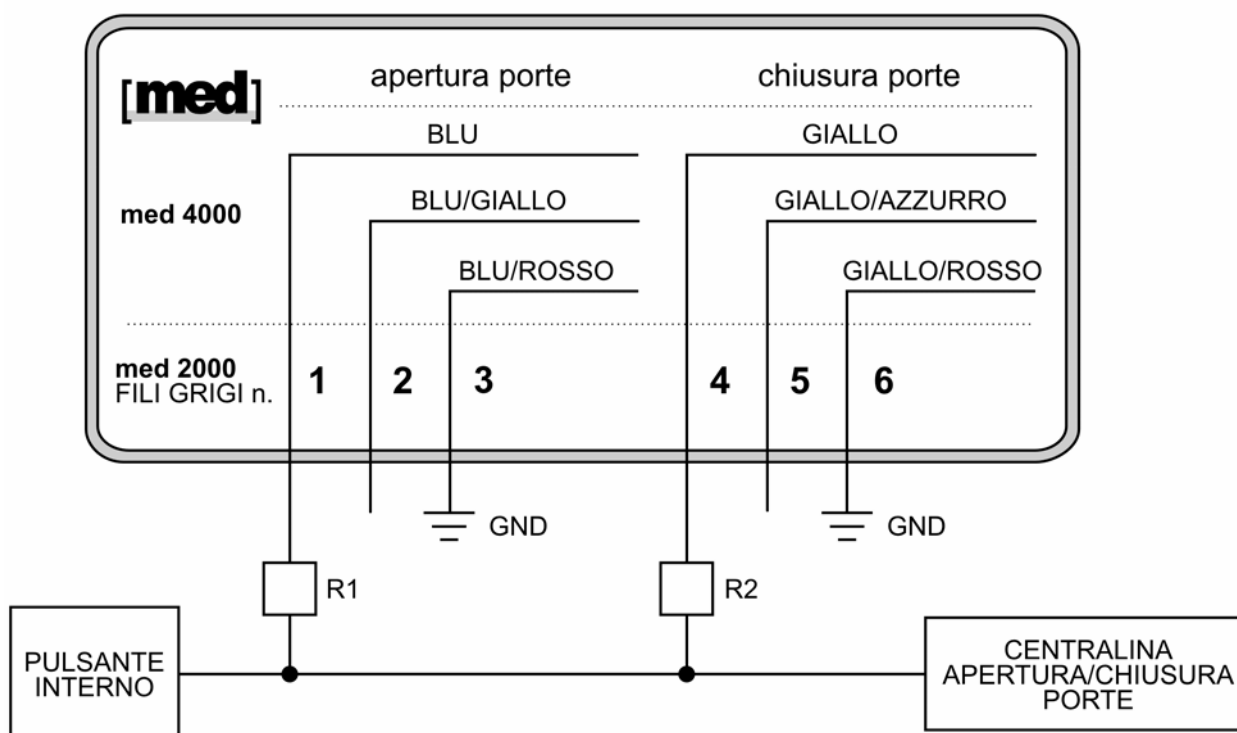 [med]
apertura porte
chiusura porte
BLU
GIALLO
med 4000
BLU/GIALLO
GIALLO/AZZURRO
BLU/ROSSO
GIALLO/ROSSO
med 2000
FILI GRIGI n.
1
2
3
4
5
6
GND
GND
R1
R2
PULSANTE
INTERNO
CENTRALINA
APERTURA/CHIUSURA
PORTE